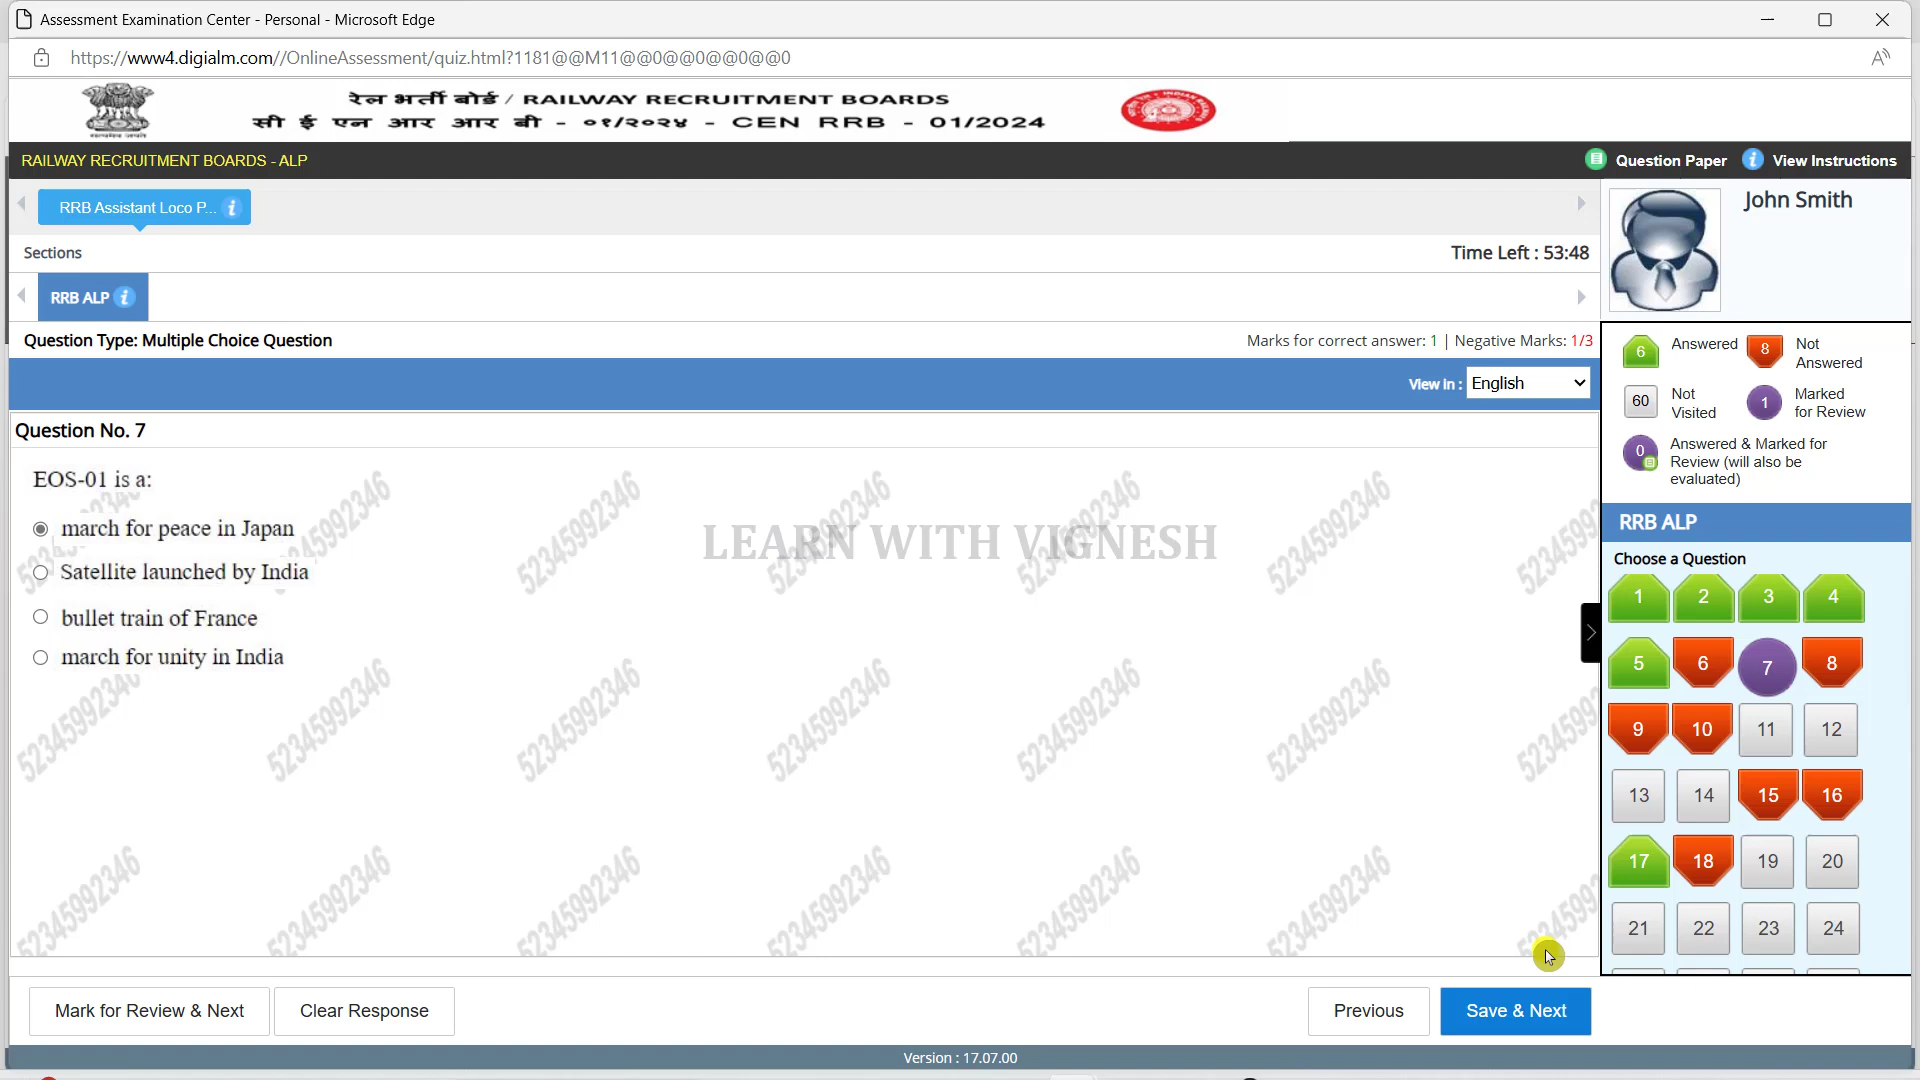 Assessment Examination Center - Personal - Microsoft Edge
https://www4.digialm.com//OnlineAssessment/quiz.html?1181@@M11@@0@@0@@0@@0
रेल भर्ती बोर्ड / RAILWAY RECRUITMENT BOARDS
सी ई एन आर आर बी - ०१/२०२४ - CEN RRB - 01/2024
RAILWAY RECRUITMENT BOARDS - ALP
Question Paper
View Instructions
RRB Assistant Loco P...
John Smith
Sections
Time Left : 53:48
RRB ALP
Question Type: Multiple Choice Question
Marks for correct answer: 1 | Negative Marks: 1/3
View in : English
6 Answered
8 Not Answered
60 Not Visited
1 Marked for Review
0 Answered & Marked for Review (will also be evaluated)
Question No. 7
EOS-01 is a:
march for peace in Japan
Satellite launched by India
bullet train of France
march for unity in India
LEARN WITH VIGNESH
52345992346
RRB ALP
Choose a Question
1 2 3 4
5 6 7 8
9 10 11 12
13 14 15 16
17 18 19 20
21 22 23 24
Mark for Review & Next
Clear Response
Previous
Save & Next
Version : 17.07.00